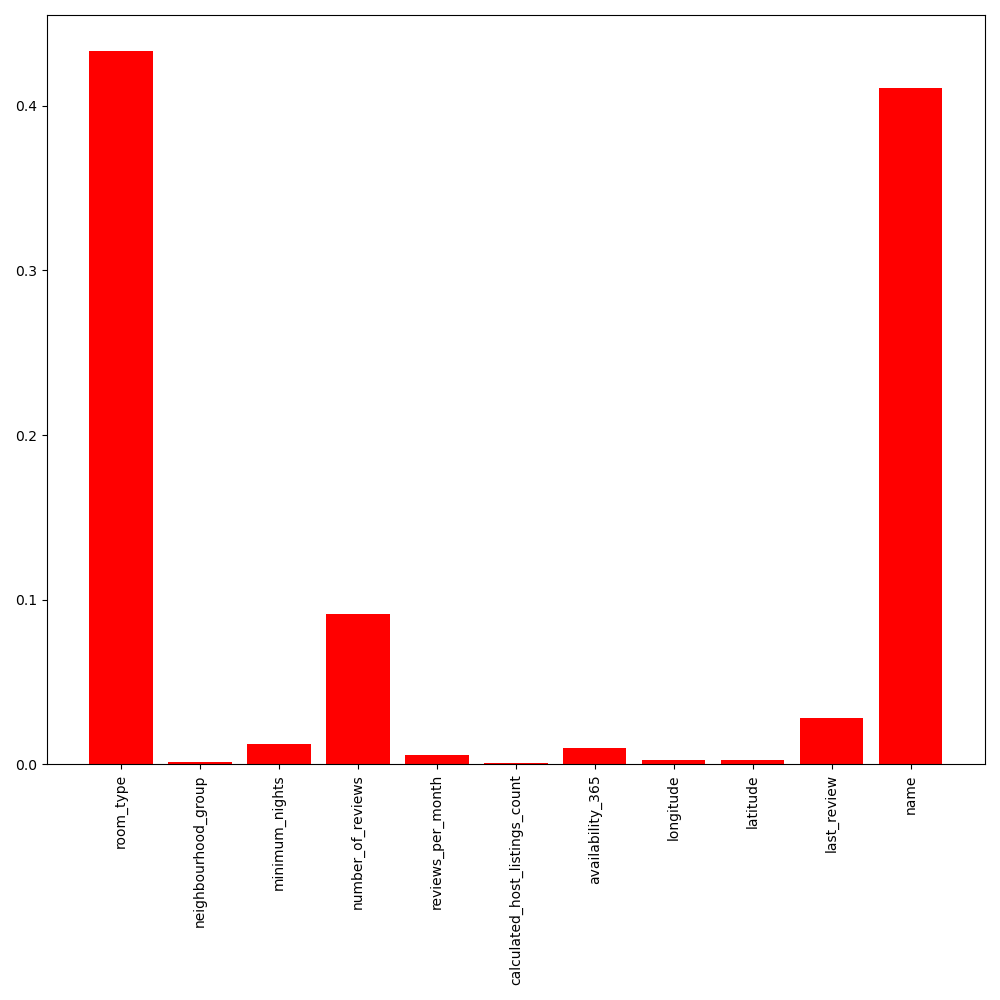 0.4
0.3
0.2
0.1
0.0
room_type
neighbourhood_group
minimum_nights
number_of_reviews
reviews_per_month
calculated_host_listings_count
availability_365
longitude
latitude
last_review
name